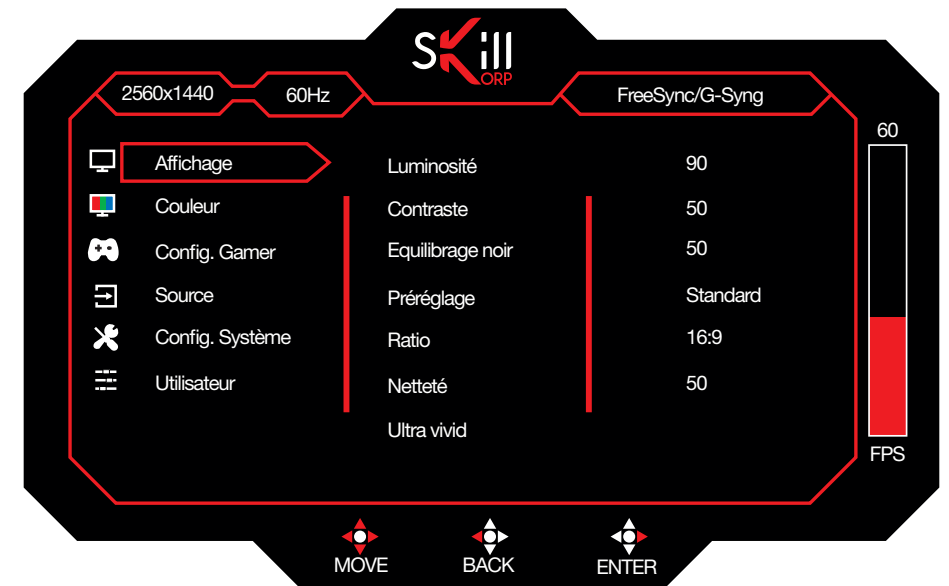 SKill
ORP
2560x1440 60Hz FreeSync/G-Syng
60
Affichage Luminosité 90
Couleur Contraste 50
Config. Gamer Equilibrage noir 50
Source Préréglage Standard
Config. Système Ratio 16:9
Utilisateur Netteté 50
Ultra vivid
FPS
MOVE BACK ENTER